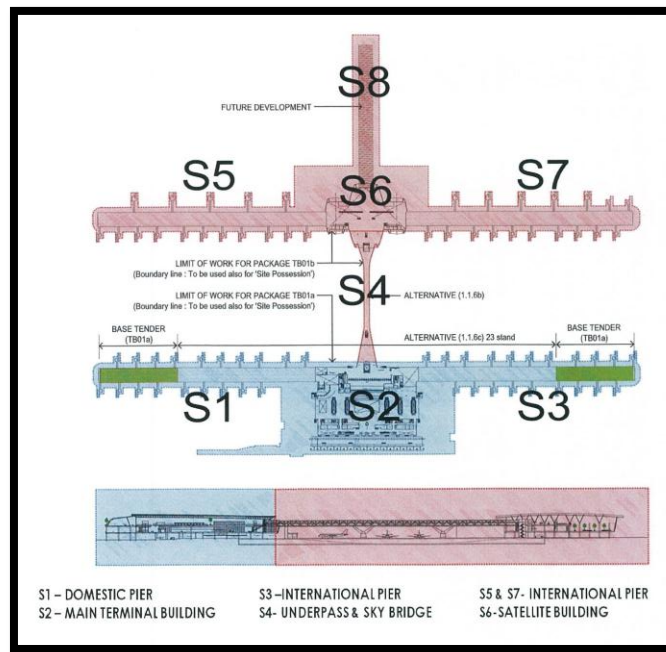 S8
FUTURE DEVELOPMENT
S5
S7
S6
LIMIT OF WORK FOR PACKAGE TB01b
(Boundary line : To be used also for 'Site Possession')
S4
LIMIT OF WORK FOR PACKAGE TB01a
(Boundary line : To be used also for 'Site Possession')
ALTERNATIVE (1.1.6b)
BASE TENDER
(TB01a)
ALTERNATIVE (1.1.6c) 23 stand
BASE TENDER
(TB01a)
S1
S2
S3
S1 – DOMESTIC PIER
S2 – MAIN TERMINAL BUILDING
S3 –INTERNATIONAL PIER
S4- UNDERPASS & SKY BRIDGE
S5 & S7- INTERNATIONAL PIER
S6-SATELLITE BUILDING